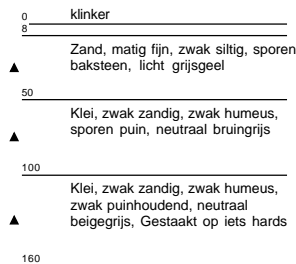 0 klinker
8
Zand, matig fijn, zwak siltig, sporen
baksteen, licht grijsgeel
50
Klei, zwak zandig, zwak humeus,
sporen puin, neutraal bruingrijs
100
Klei, zwak zandig, zwak humeus,
zwak puinhoudend, neutraal
beigegrijs, Gestaakt op iets hards
160